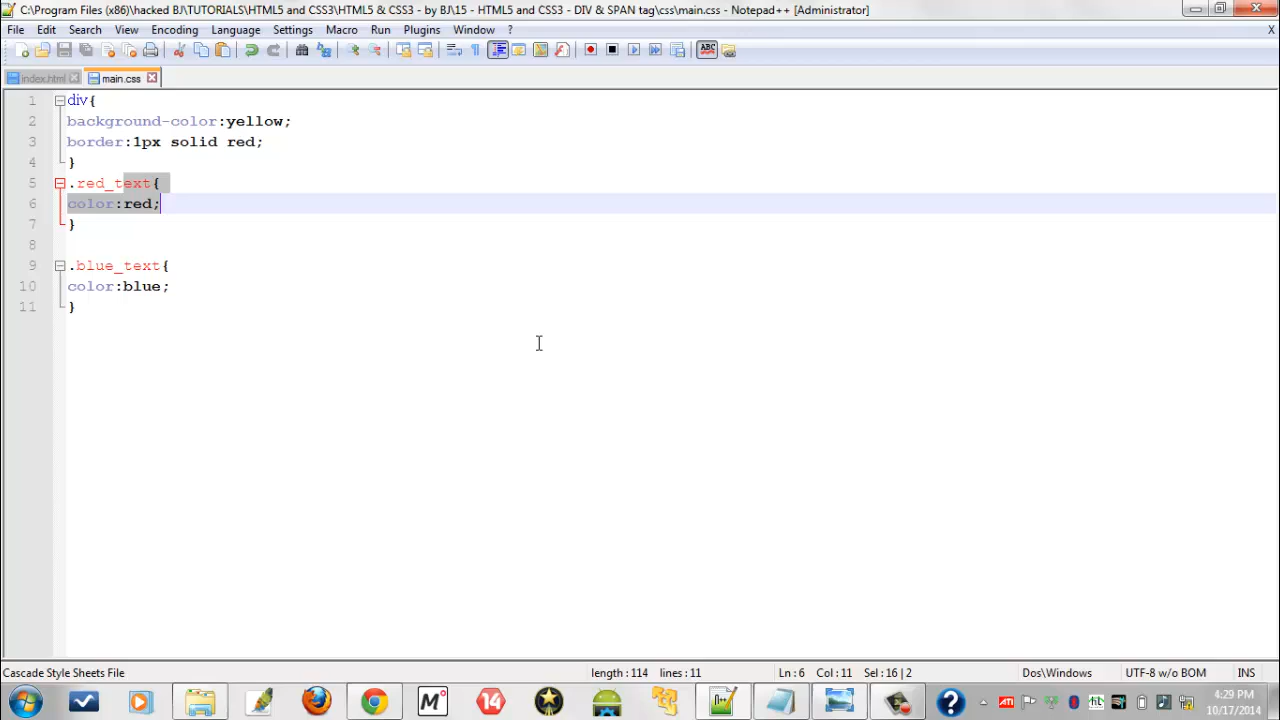 C:\Program Files (x86)\hacked BJ\TUTORIALS\HTML5 and CSS3\HTML5 & CSS3 - by BJ\15 - HTML5 and CSS3 - DIV & SPAN tag\css\main.css - Notepad++ [Administrator]
File Edit Search View Encoding Language Settings Macro Run Plugins Window ? X
ABC
index.html main.css
1 div{
2 background-color:yellow;
3 border:1px solid red;
4 }
5 .red_text{
6 color:red;
7 }
8
9 .blue_text{
10 color:blue;
11 }
Cascade Style Sheets File length : 114 lines : 11 Ln : 6 Col : 11 Sel : 16 | 2 Dos\Windows UTF-8 w/o BOM INS
4:29 PM
M 14 ? ATI
10/17/2014